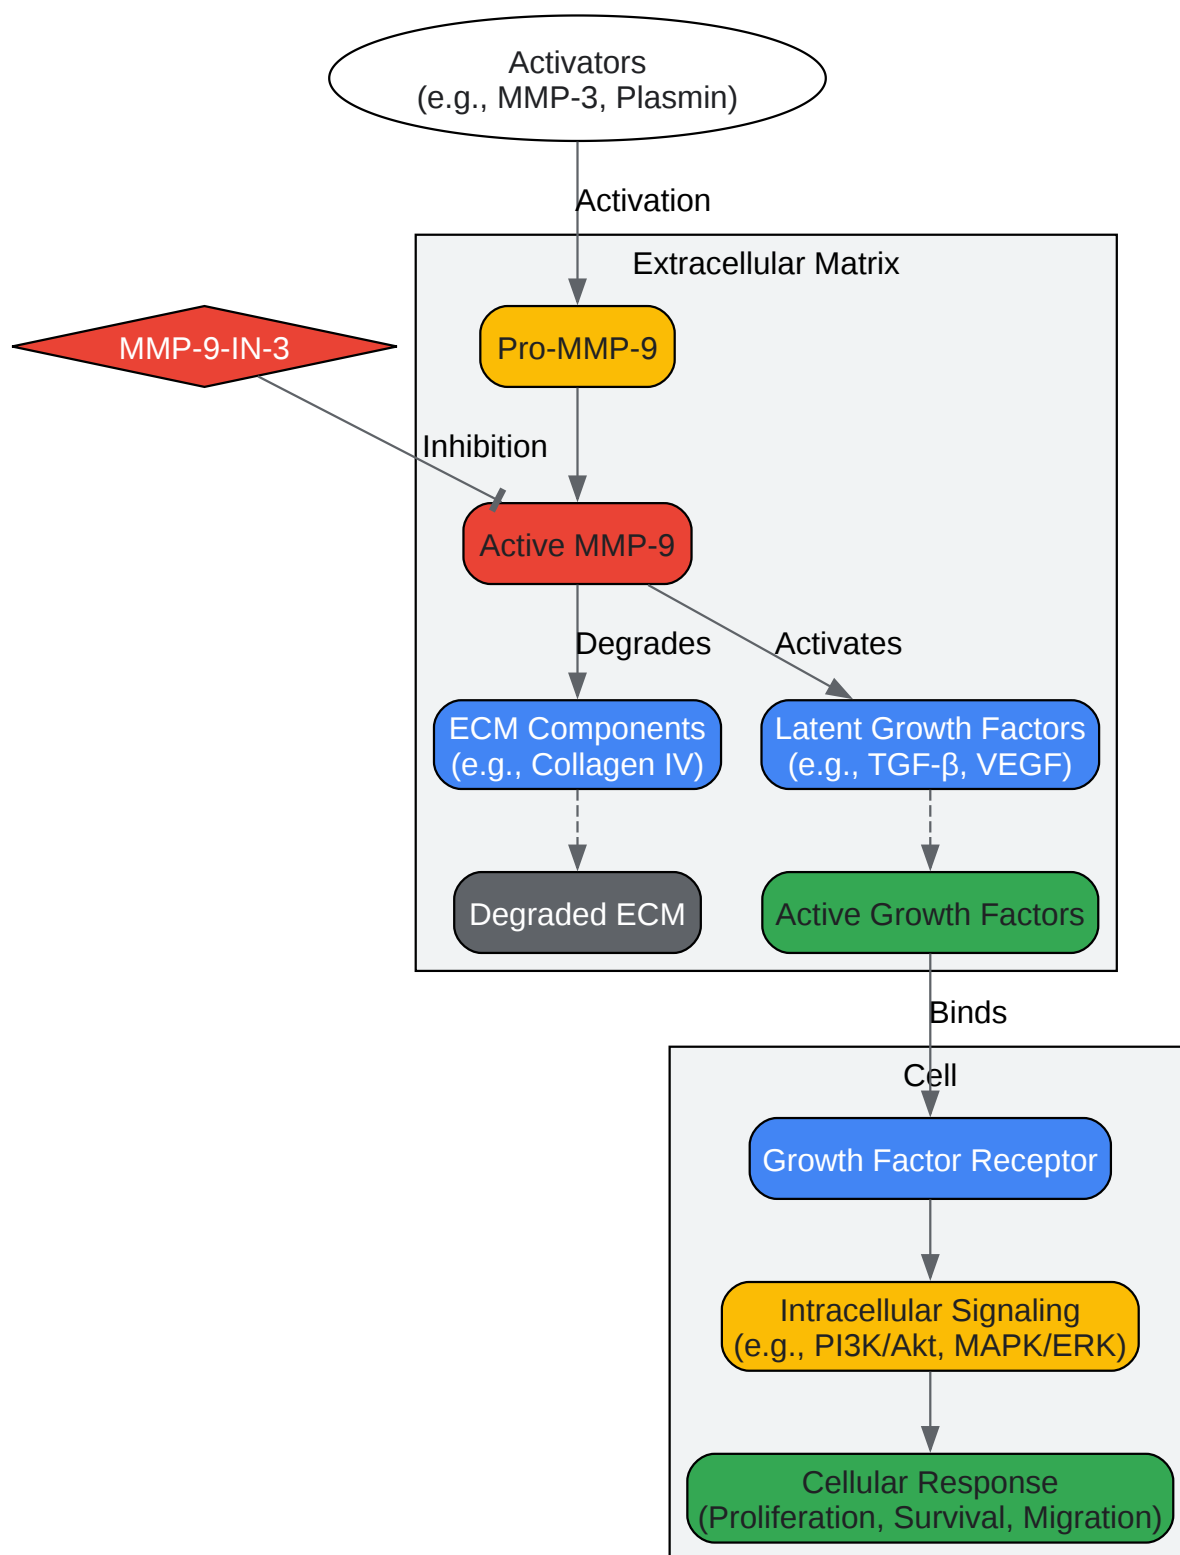 Activators
(e.g., MMP-3, Plasmin)
Activation
Extracellular Matrix
MMP-9-IN-3
Pro-MMP-9
Inhibition
Active MMP-9
Degrades
Activates
ECM Components
(e.g., Collagen IV)
Latent Growth Factors
(e.g., TGF-β, VEGF)
Degraded ECM
Active Growth Factors
Binds
Cell
Growth Factor Receptor
Intracellular Signaling
(e.g., PI3K/Akt, MAPK/ERK)
Cellular Response
(Proliferation, Survival, Migration)